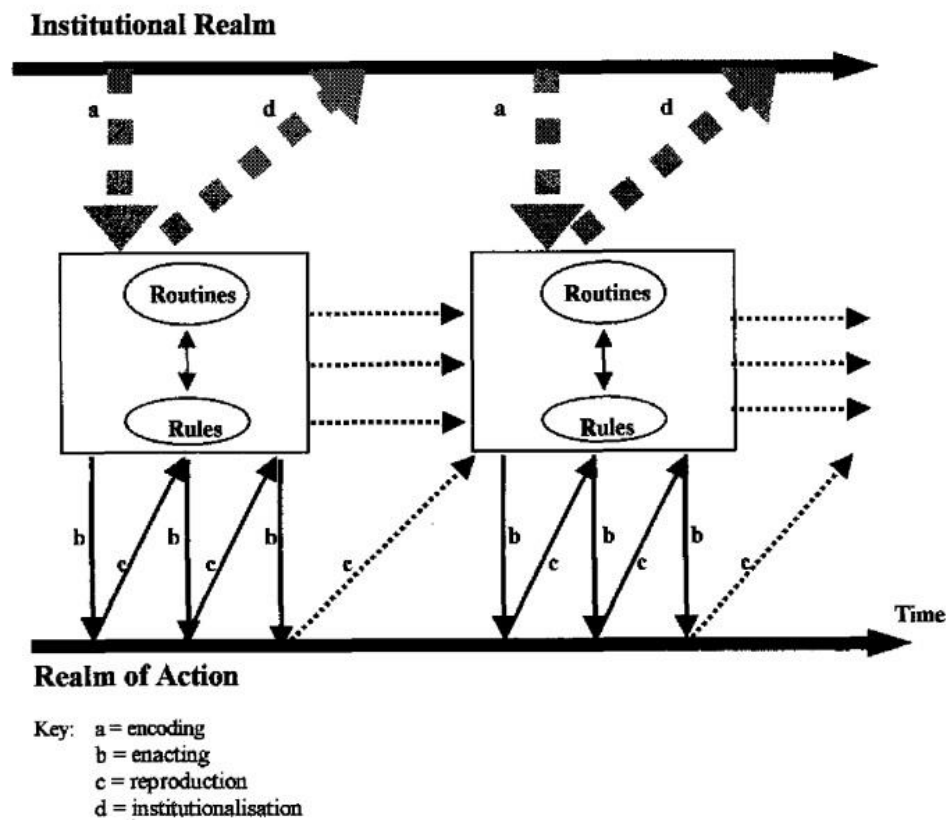 Institutional Realm
a
d
a
d
Routines
Routines
Rules
Rules
b
c
b
c
b
c
b
c
b
c
b
c
Time
Realm of Action
Key: a = encoding
b = enacting
c = reproduction
d = institutionalisation